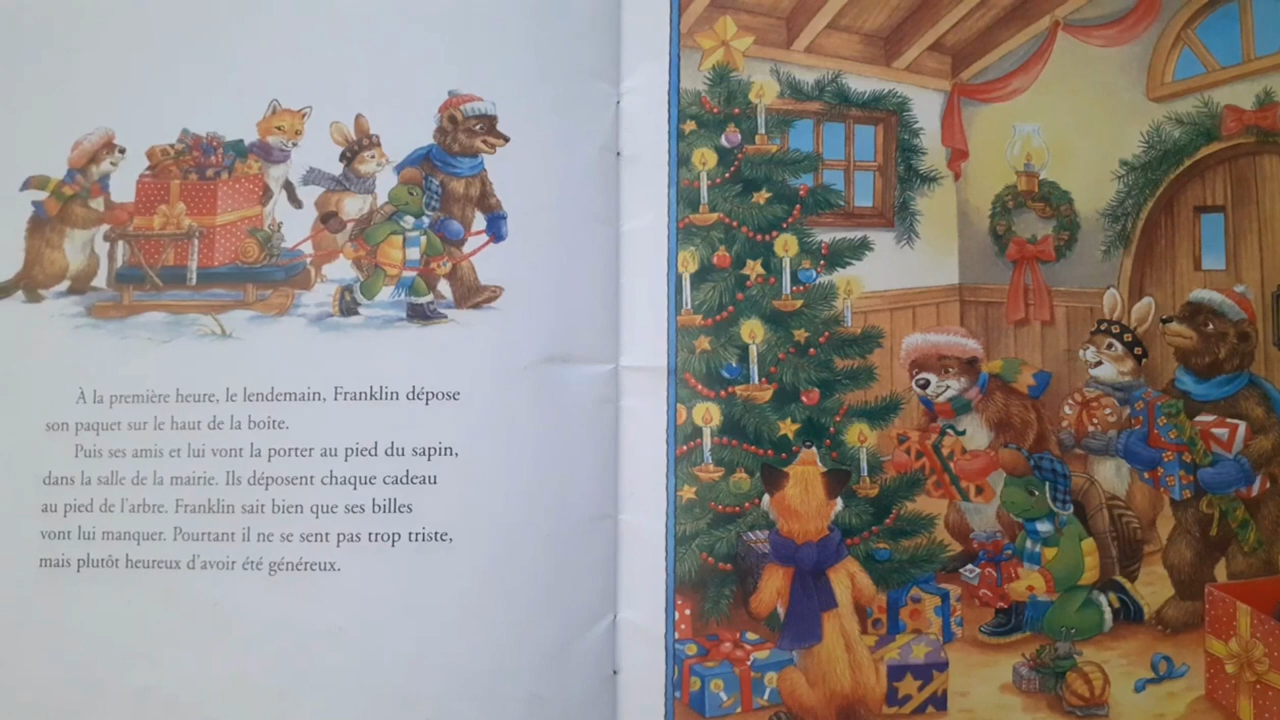 À la première heure, le lendemain, Franklin dépose
son paquet sur le haut de la boîte.
Puis ses amis et lui vont la porter au pied du sapin,
dans la salle de la mairie. Ils déposent chaque cadeau
au pied de l'arbre. Franklin sait bien que ses billes
vont lui manquer. Pourtant il ne se sent pas trop triste,
mais plutôt heureux d'avoir été généreux.